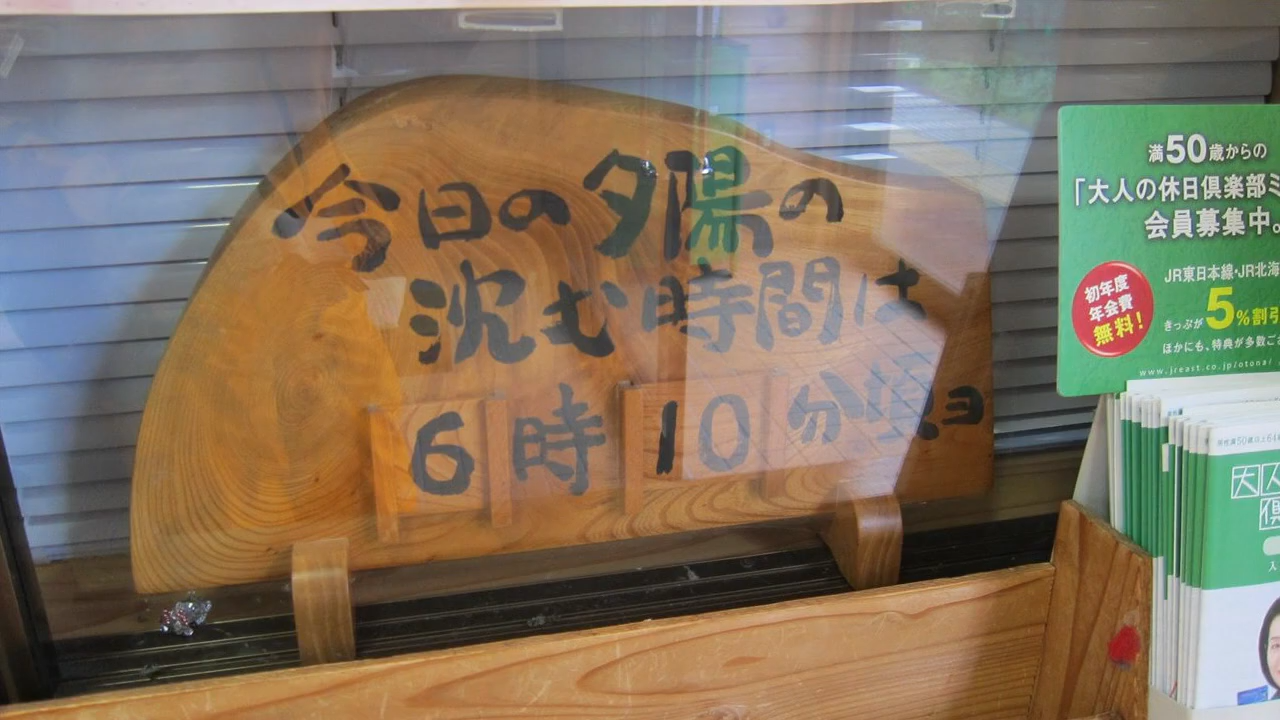 今日の夕陽の
沈む時間は
6時10分頃ヨ
満50歳からの
「大人の休日倶楽部ミ
会員募集中。
初年度
年会費
無料!
JR東日本線・JR北海
きっぷが5%割引
ほかにも、特典が多数ご
www.jreast.co.jp/otona/
大人
倶